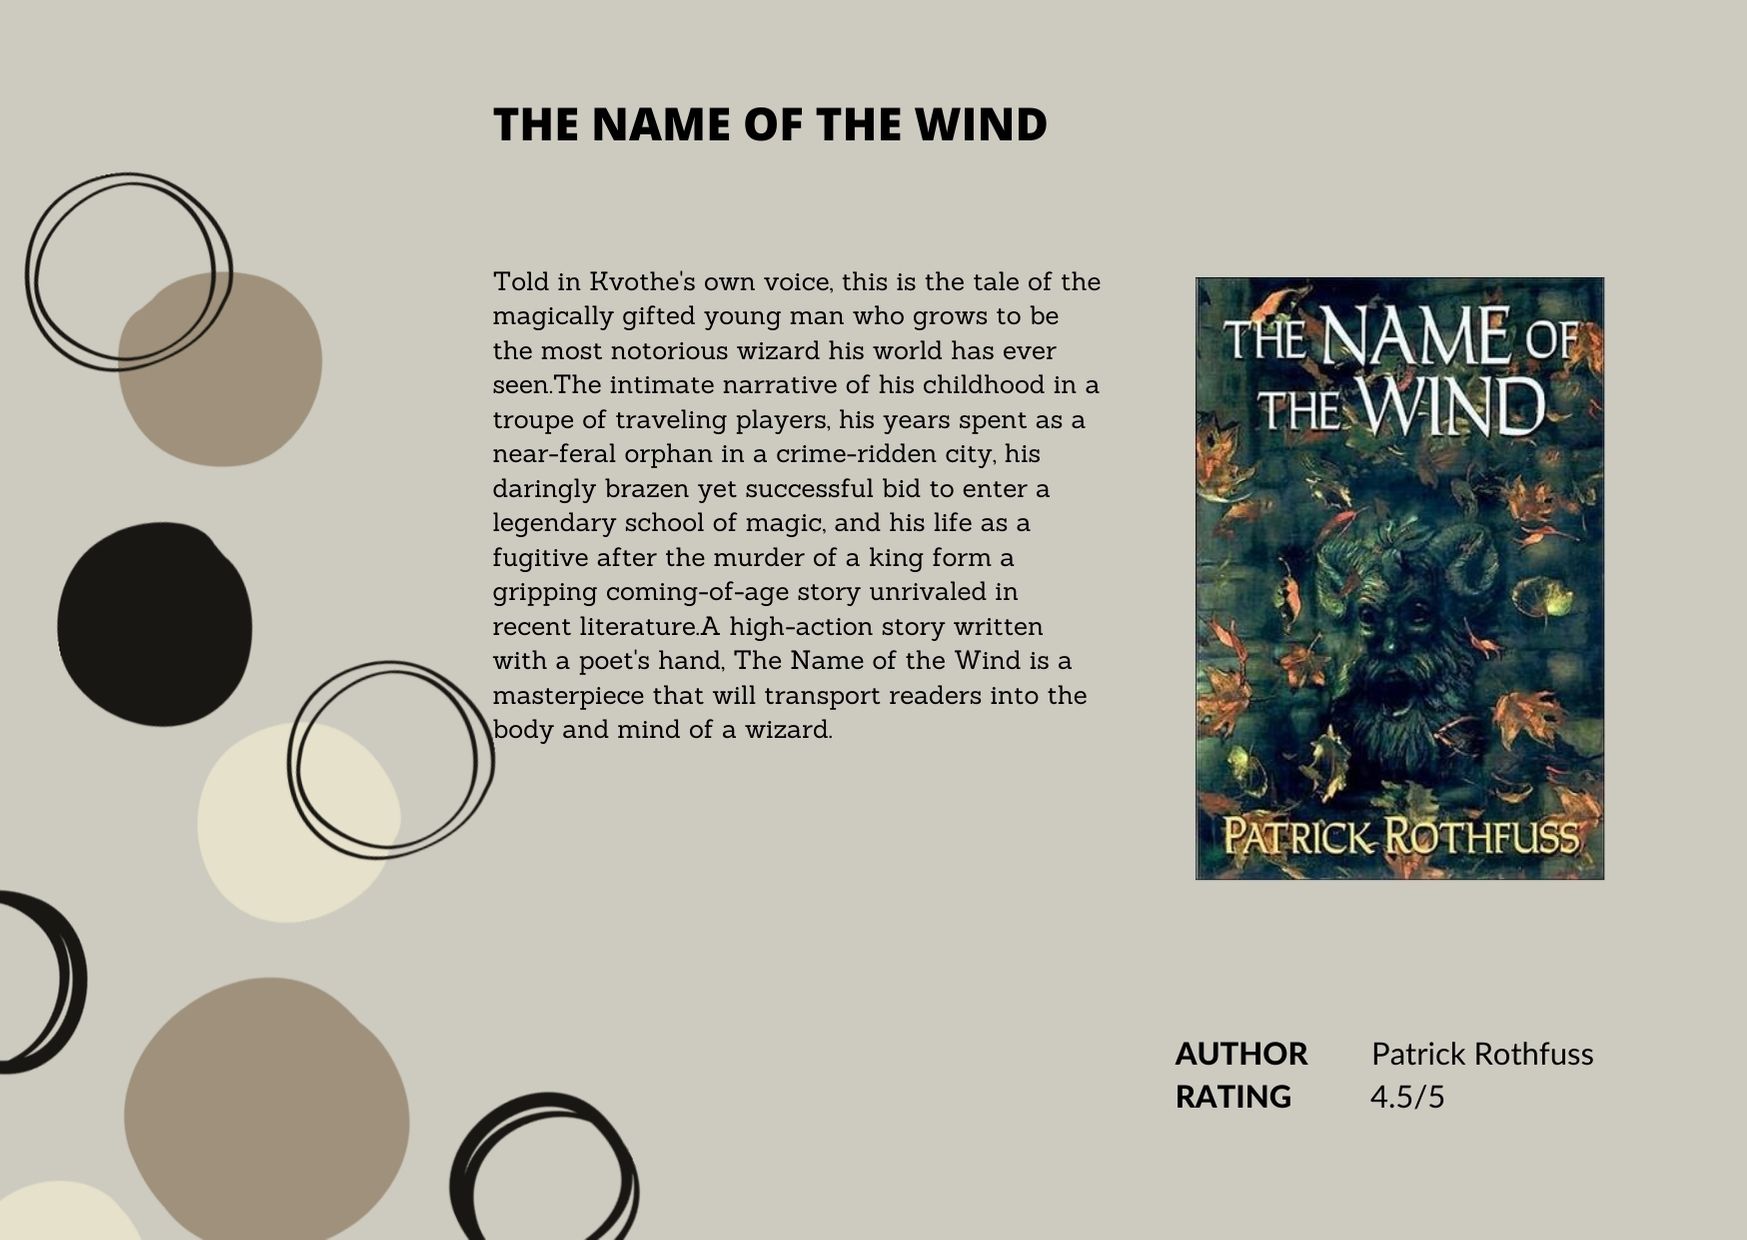 THE NAME OF THE WIND
Told in Kvothe's own voice, this is the tale of the
magically gifted young man who grows to be
the most notorious wizard his world has ever
seen.The intimate narrative of his childhood in a
troupe of traveling players, his years spent as a
near-feral orphan in a crime-ridden city, his
daringly brazen yet successful bid to enter a
legendary school of magic, and his life as a
fugitive after the murder of a king form a
gripping coming-of-age story unrivaled in
recent literature.A high-action story written
with a poet's hand, The Name of the Wind is a
masterpiece that will transport readers into the
body and mind of a wizard.
THE NAME OF
THE WIND
PATRICK ROTHFUSS
AUTHOR Patrick Rothfuss
RATING 4.5/5